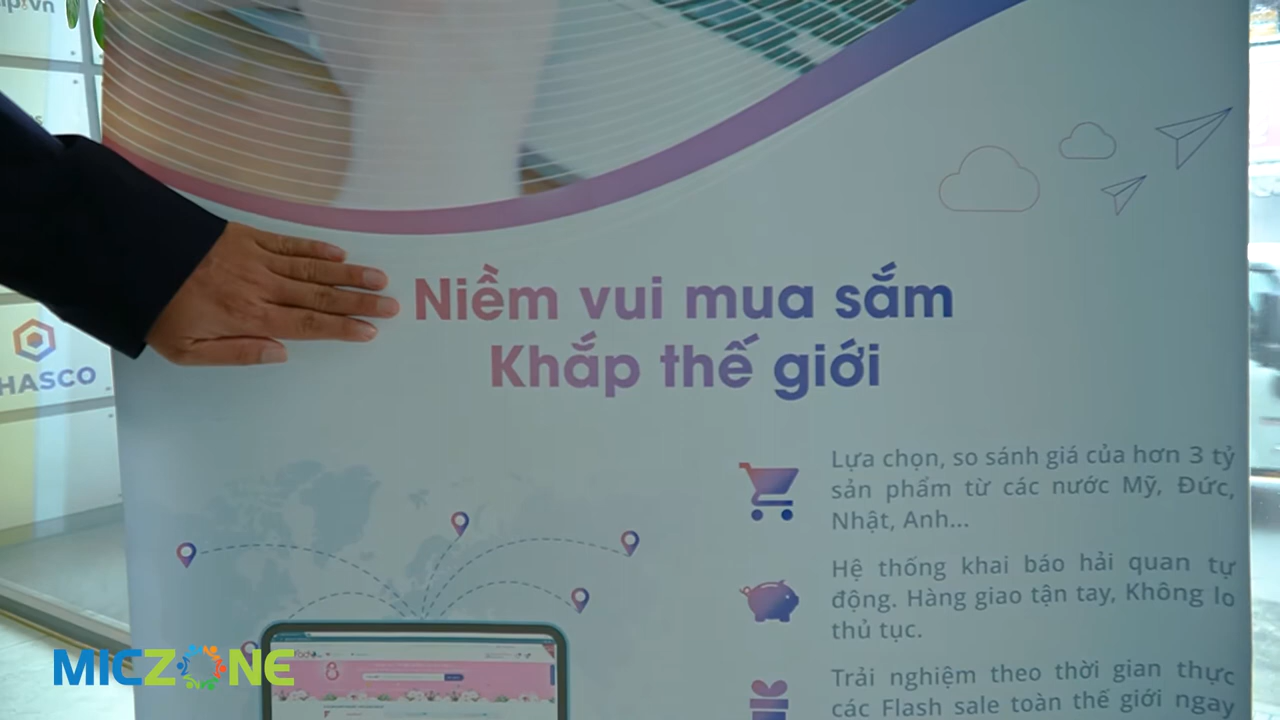 Niềm vui mua sắm
Khắp thế giới
Lựa chọn, so sánh giá của hơn 3 tỷ
sản phẩm từ các nước Mỹ, Đức,
Nhật, Anh...
Hệ thống khai báo hải quan tự
động. Hàng giao tận tay, Không lo
thủ tục.
Trải nghiệm theo thời gian thực
các Flash sale toàn thế giới ngay
HASCO
MICZONE